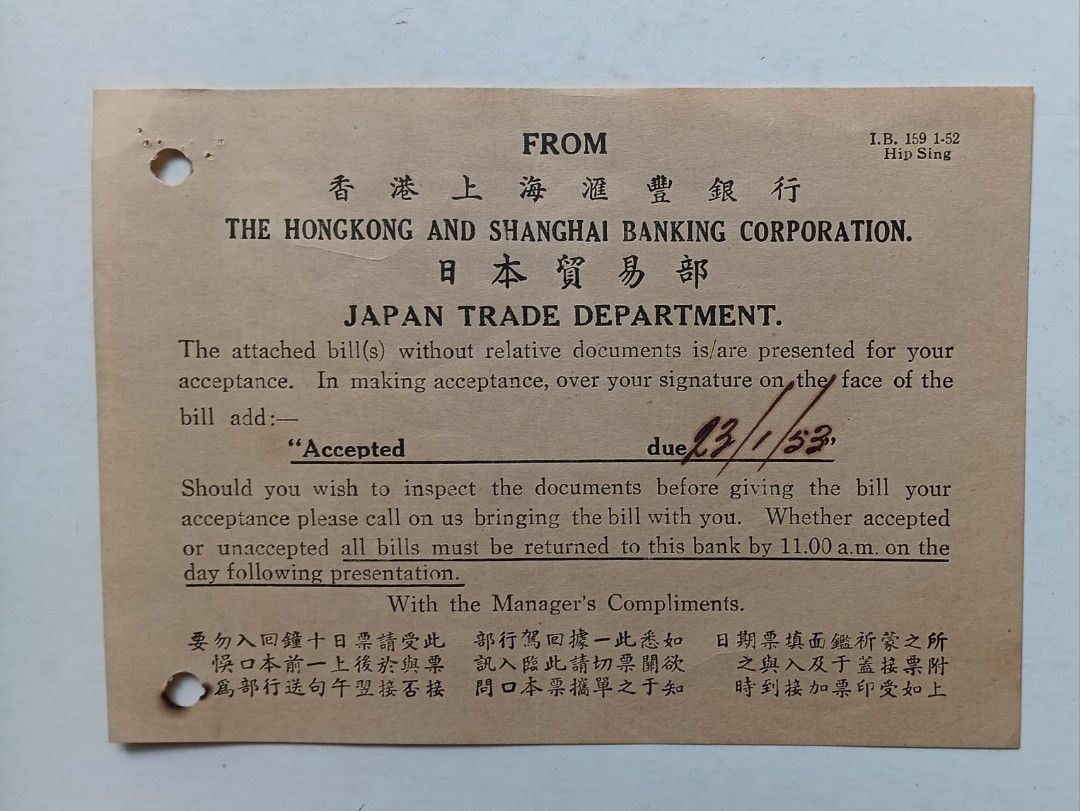 FROM
I.B. 159 1-52
Hip Sing
香港上海滙豐銀行
THE HONGKONG AND SHANGHAI BANKING CORPORATION.
日本貿易部
JAPAN TRADE DEPARTMENT.
The attached bill(s) without relative documents is/are presented for your
acceptance. In making acceptance, over your signature on the face of the
bill add:—
"Accepted due 23/1/53"
Should you wish to inspect the documents before giving the bill your
acceptance please call on us bringing the bill with you. Whether accepted
or unaccepted all bills must be returned to this bank by 11.00 a.m. on the
day following presentation.
With the Manager's Compliments.
所附上
之票如
蒙接受
祈蓋印
鑑于票
面及加
填入接
票與到
期之時
日
如欲知
悉關于
此票之
一切單
據請攜
回此票
駕臨本
行入口
部訊問
此票接
受與否
請於接
票後翌
日上午
十一句
鐘前送
回本行
入口部
勿悞爲
要